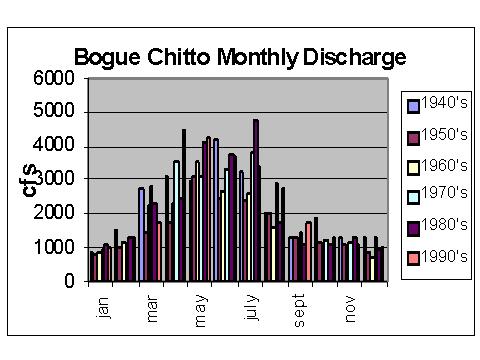 Bogue Chitto Monthly Discharge
6000
5000
4000
3000
2000
1000
0
cfs
jan
mar
may
july
sept
nov
1940's
1950's
1960's
1970's
1980's
1990's